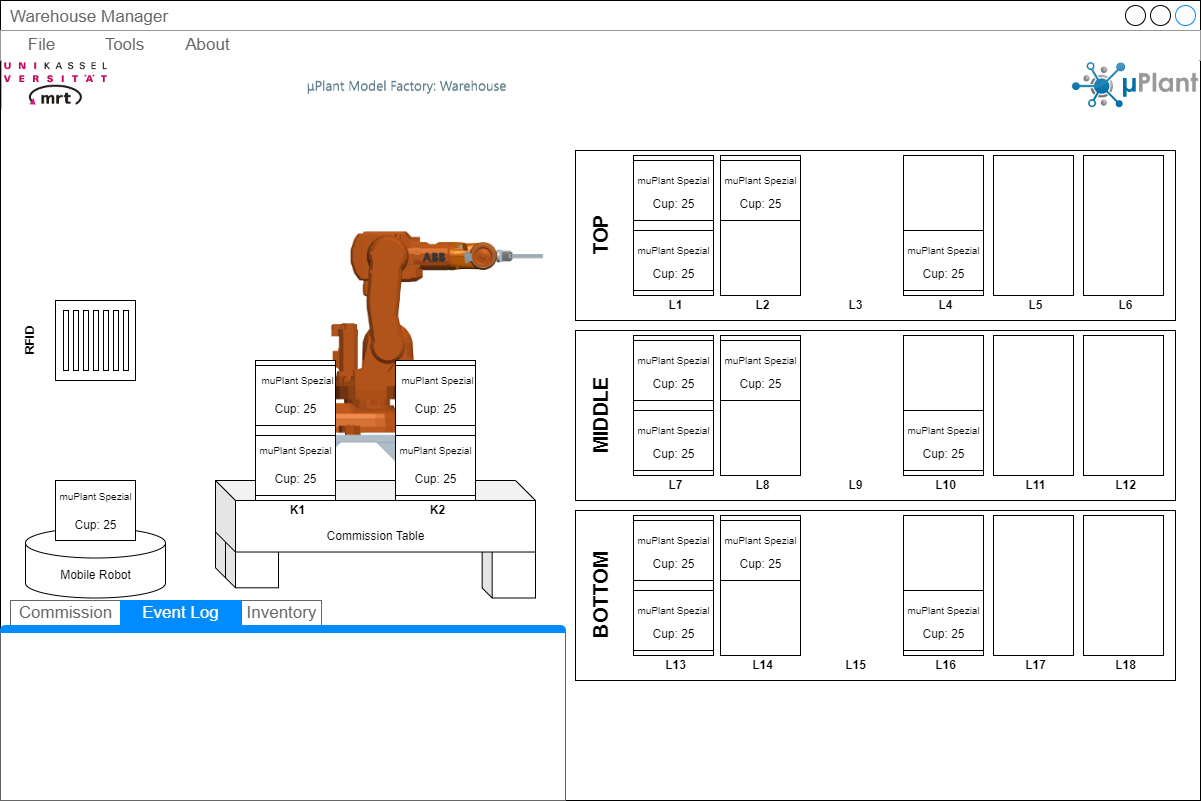 Warehouse Manager
File Tools About
UNIKASSEL
VERSITÄT
mrt
µPlant Model Factory: Warehouse
µPlant
TOP
muPlant Spezial
Cup: 25
muPlant Spezial
Cup: 25
muPlant Spezial
Cup: 25
muPlant Spezial
Cup: 25
L1 L2 L3 L4 L5 L6
ABB
RFID
MIDDLE
muPlant Spezial
Cup: 25
muPlant Spezial
Cup: 25
muPlant Spezial
Cup: 25
muPlant Spezial
Cup: 25
L7 L8 L9 L10 L11 L12
muPlant Spezial
Cup: 25
muPlant Spezial
Cup: 25
muPlant Spezial
Cup: 25
muPlant Spezial
Cup: 25
K1 K2
Commission Table
muPlant Spezial
Cup: 25
Mobile Robot
BOTTOM
muPlant Spezial
Cup: 25
muPlant Spezial
Cup: 25
muPlant Spezial
Cup: 25
muPlant Spezial
Cup: 25
L13 L14 L15 L16 L17 L18
Commission Event Log Inventory